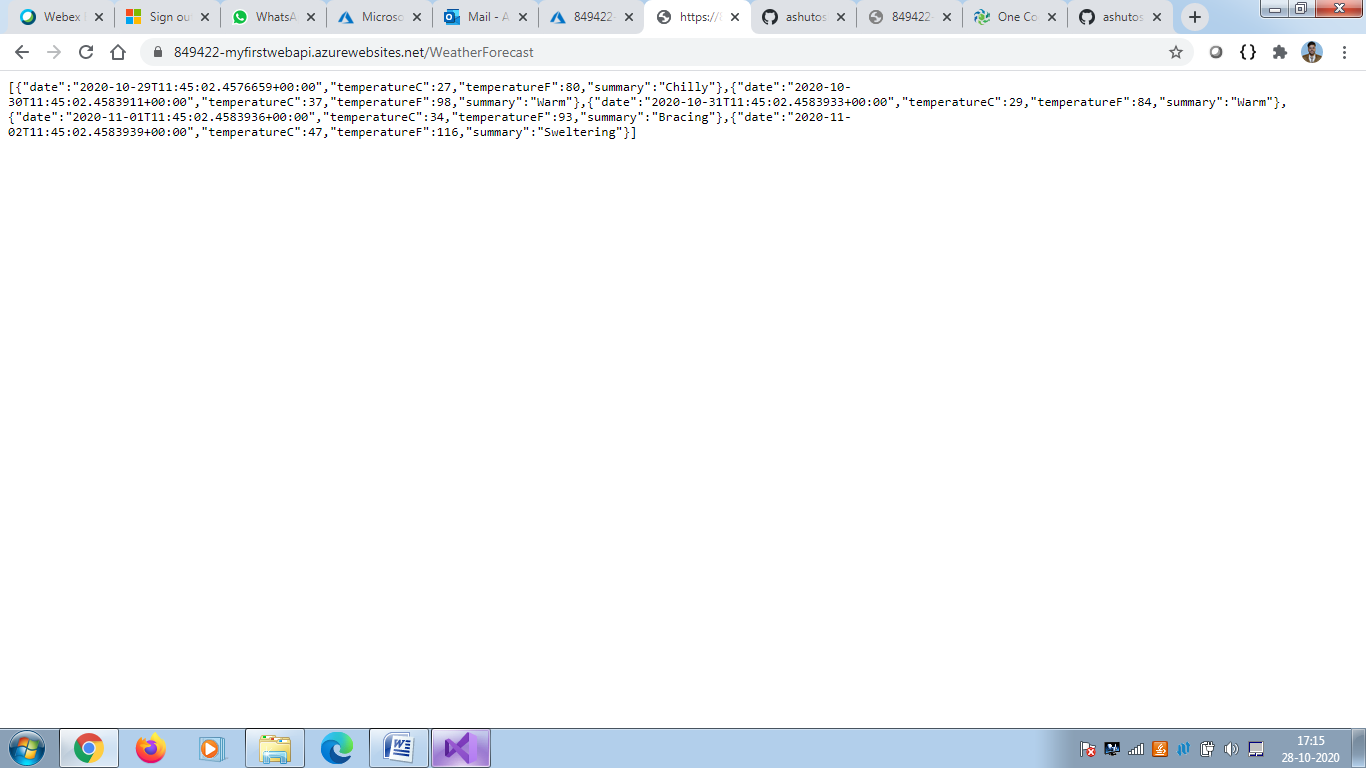 Webex
Sign ou
WhatsA
Microso
Mail - A
849422
https://
ashutos
849422-
One Co
ashutos
849422-myfirstwebapi.azurewebsites.net/WeatherForecast
[{"date":"2020-10-29T11:45:02.4576659+00:00","temperatureC":27,"temperatureF":80,"summary":"Chilly"},{"date":"2020-10-
30T11:45:02.4583911+00:00","temperatureC":37,"temperatureF":98,"summary":"Warm"},{"date":"2020-10-31T11:45:02.4583933+00:00","temperatureC":29,"temperatureF":84,"summary":"Warm"},
{"date":"2020-11-01T11:45:02.4583936+00:00","temperatureC":34,"temperatureF":93,"summary":"Bracing"},{"date":"2020-11-
02T11:45:02.4583939+00:00","temperatureC":47,"temperatureF":116,"summary":"Sweltering"}]
17:15
28-10-2020